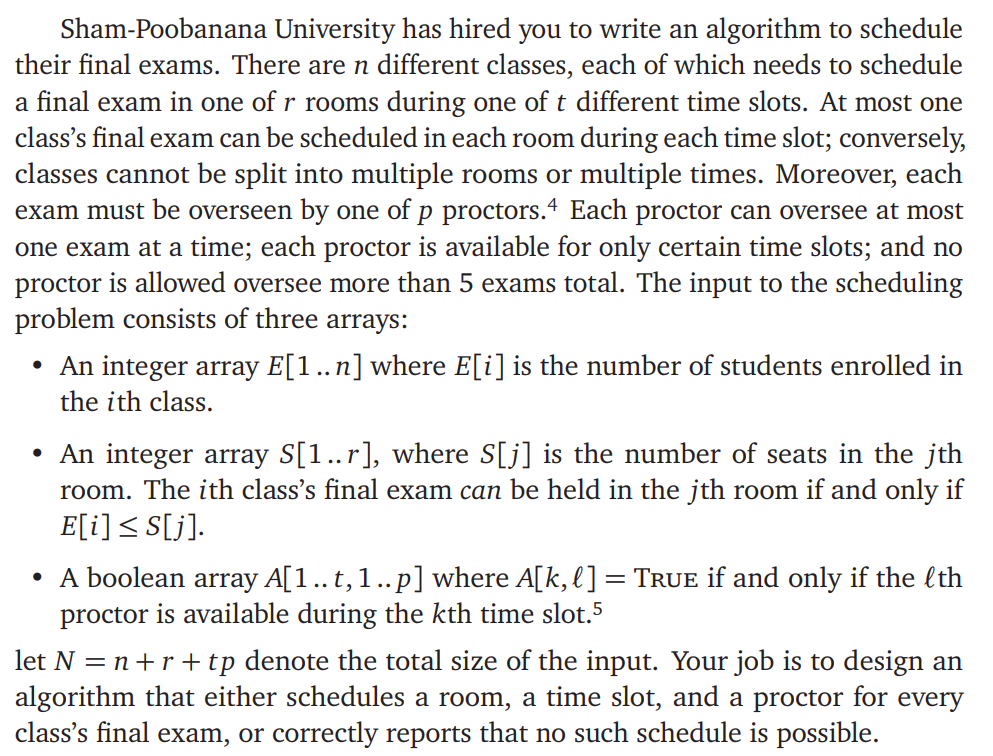 Sham-Poobanana University has hired you to write an algorithm to schedule
their final exams. There are n different classes, each of which needs to schedule
a final exam in one of r rooms during one of t different time slots. At most one
class’s final exam can be scheduled in each room during each time slot; conversely,
classes cannot be split into multiple rooms or multiple times. Moreover, each
exam must be overseen by one of p proctors.⁴ Each proctor can oversee at most
one exam at a time; each proctor is available for only certain time slots; and no
proctor is allowed oversee more than 5 exams total. The input to the scheduling
problem consists of three arrays:
• An integer array E[1 .. n] where E[i] is the number of students enrolled in
the ith class.
• An integer array S[1 .. r], where S[j] is the number of seats in the jth
room. The ith class’s final exam can be held in the jth room if and only if
E[i] ≤ S[j].
• A boolean array A[1 .. t, 1 .. p] where A[k, ℓ] = TRUE if and only if the ℓth
proctor is available during the kth time slot.⁵
let N = n + r + tp denote the total size of the input. Your job is to design an
algorithm that either schedules a room, a time slot, and a proctor for every
class’s final exam, or correctly reports that no such schedule is possible.